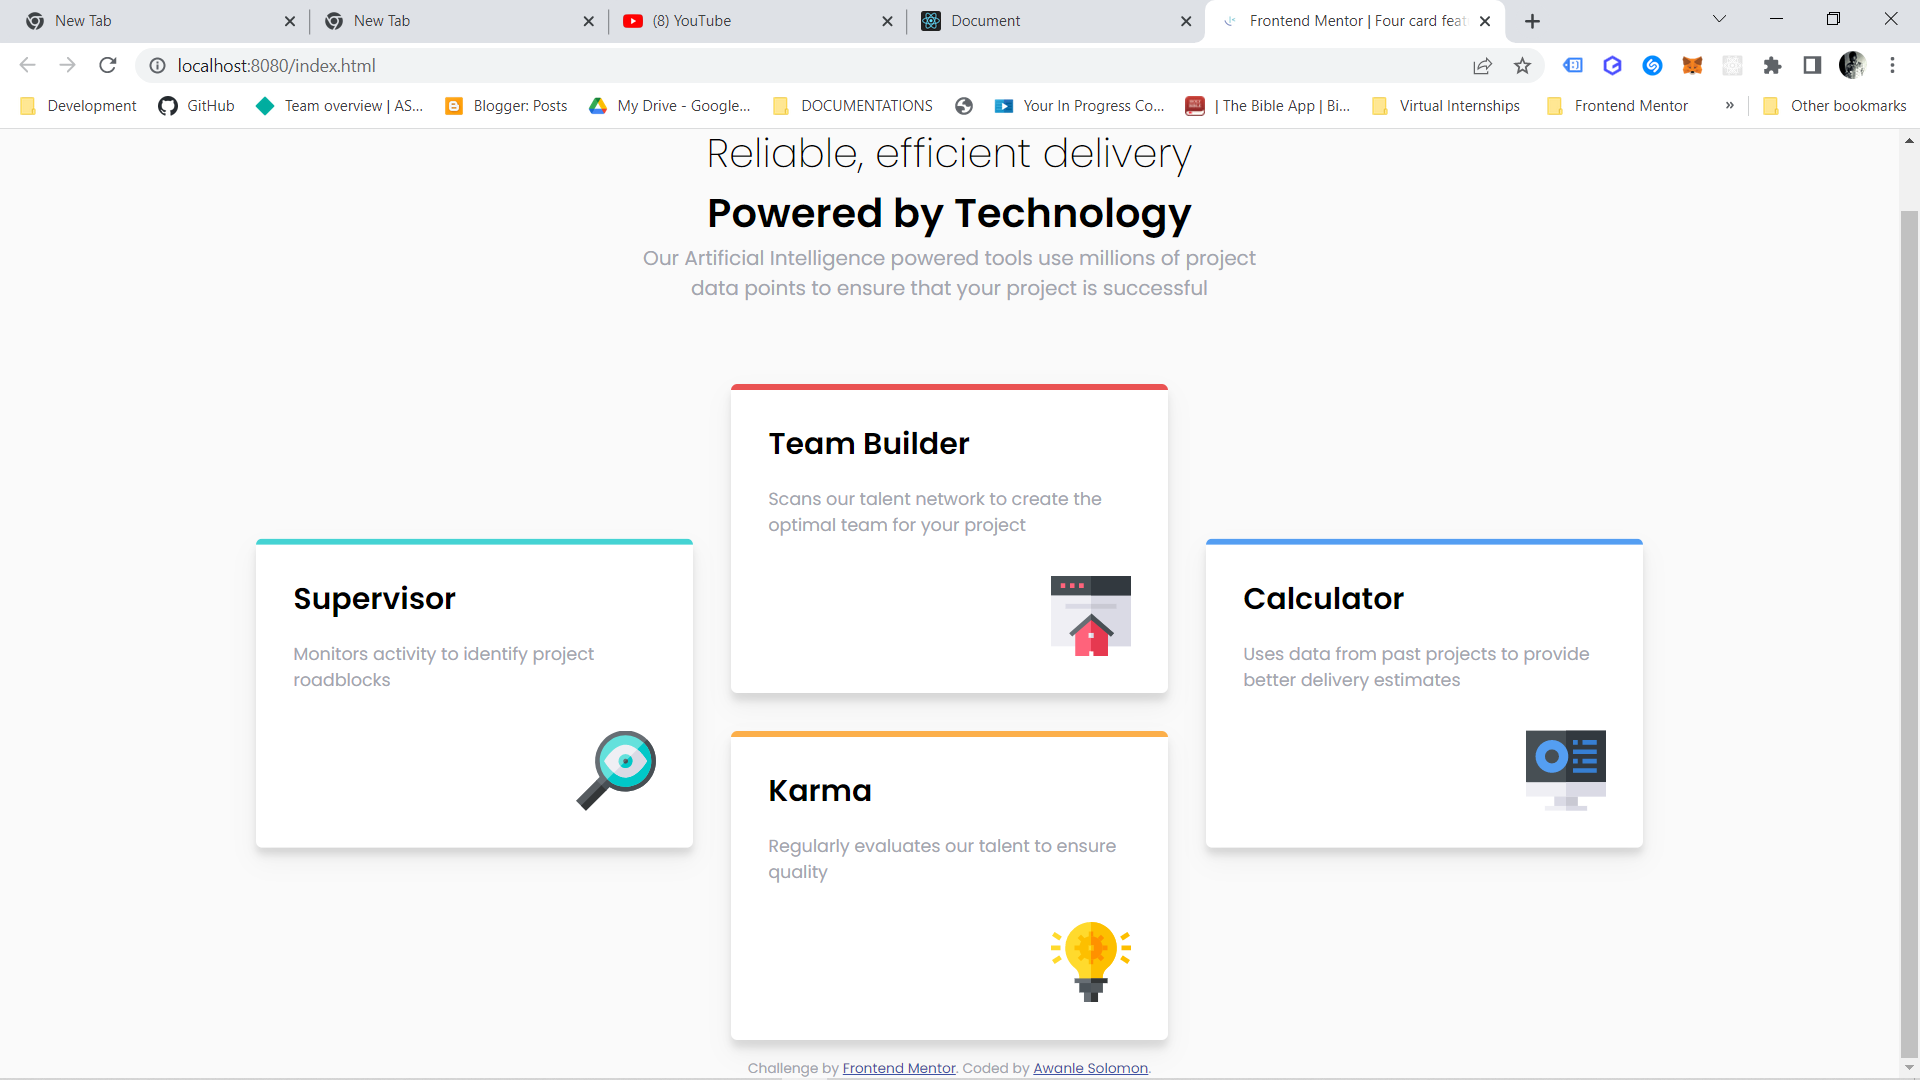 New Tab
New Tab
(8) YouTube
Document
Frontend Mentor | Four card feat
localhost:8080/index.html
Development
GitHub
Team overview | AS...
Blogger: Posts
My Drive - Google...
DOCUMENTATIONS
Your In Progress Co...
| The Bible App | Bi...
Virtual Internships
Frontend Mentor
»
Other bookmarks
Reliable, efficient delivery
Powered by Technology
Our Artificial Intelligence powered tools use millions of project
data points to ensure that your project is successful
Team Builder
Scans our talent network to create the
optimal team for your project
Supervisor
Monitors activity to identify project
roadblocks
Calculator
Uses data from past projects to provide
better delivery estimates
Karma
Regularly evaluates our talent to ensure
quality
Challenge by Frontend Mentor. Coded by Awanle Solomon.